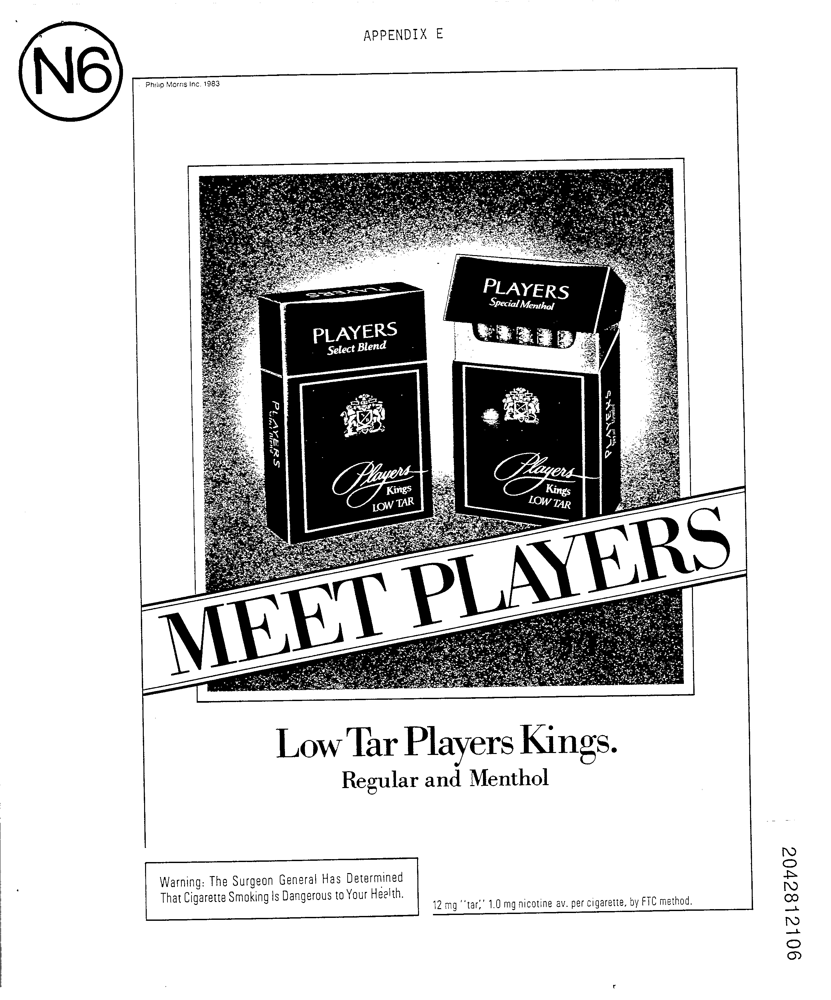 APPENDIX E
N6
Philip Morris Inc. 1983
PLAYERS
PLAYERS
Select Blend
PLAYERS
Players
Kings
LOW TAR
PLAYERS
Special Menthol
PLAYERS
Players
Kings
LOW TAR
MEET PLAYERS
Low Tar Players Kings.
Regular and Menthol
Warning: The Surgeon General Has Determined
That Cigarette Smoking Is Dangerous to Your Health.
12 mg "tar," 1.0 mg nicotine av. per cigarette, by FTC method.
2042812106